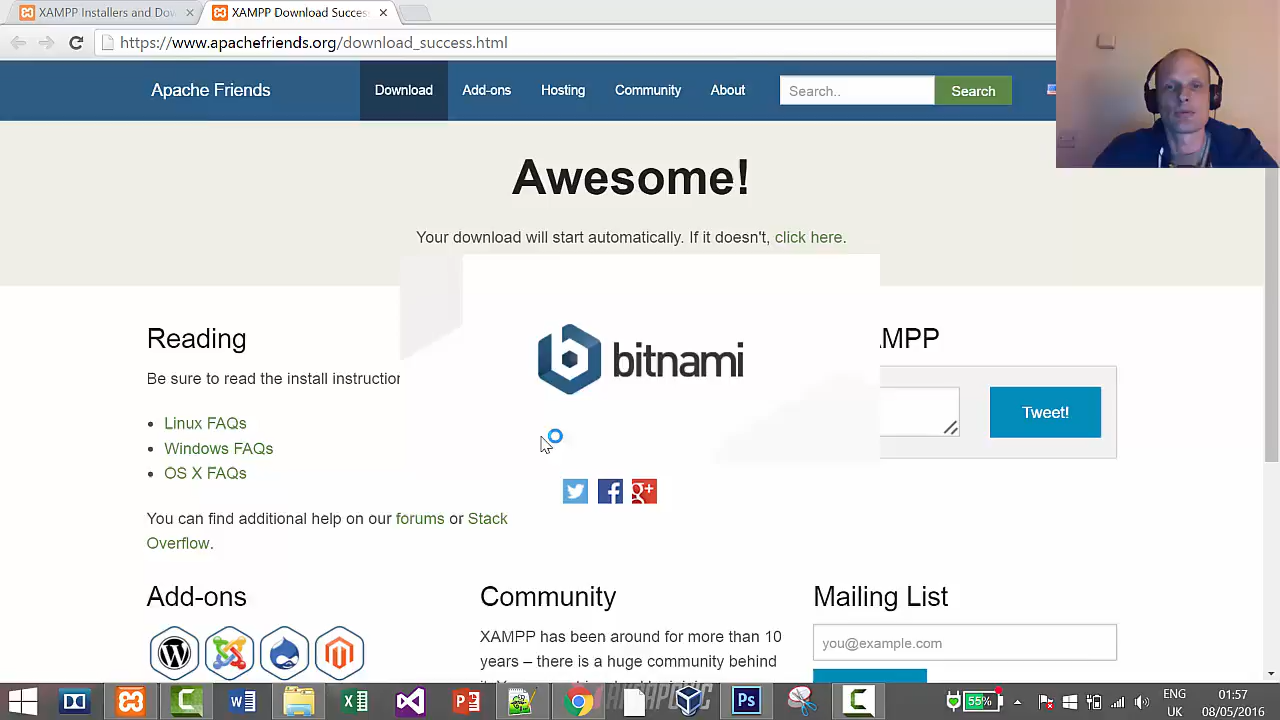 XAMPP Installers and Dow
XAMPP Download Succes
https://www.apachefriends.org/download_success.html
Apache Friends
Download
Add-ons
Hosting
Community
About
Search..
Search
Awesome!
Your download will start automatically. If it doesn't, click here.
Reading
AMPP
Be sure to read the install instruction
bitnami
Tweet!
Linux FAQs
Windows FAQs
OS X FAQs
You can find additional help on our forums or Stack
Overflow.
Add-ons
Community
Mailing List
XAMPP has been around for more than 10
years – there is a huge community behind
you@example.com
55%
ENG
UK
01:57
08/05/2016